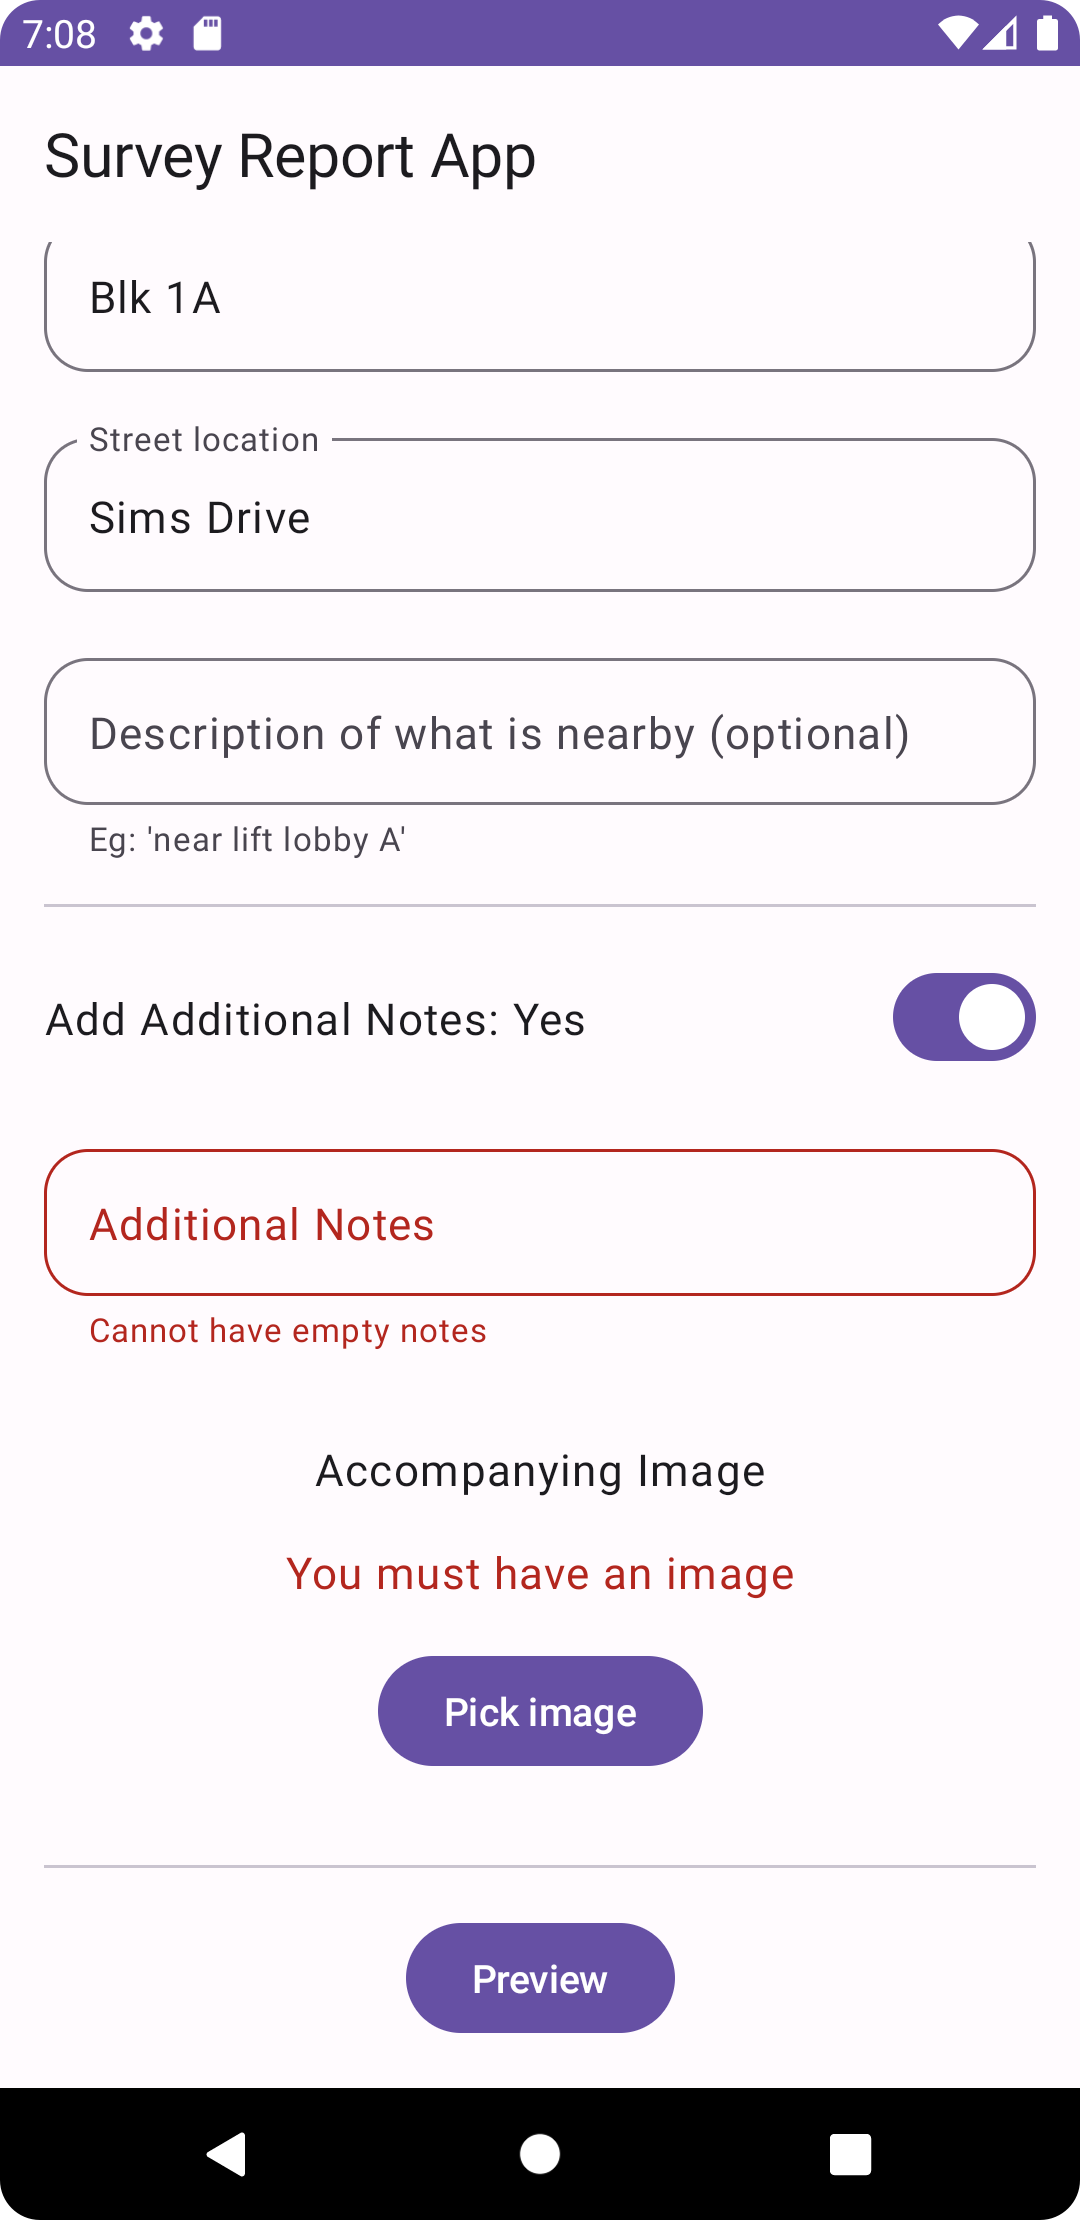 7:08
Survey Report App
Blk 1A
Street location
Sims Drive
Description of what is nearby (optional)
Eg: 'near lift lobby A'
Add Additional Notes: Yes
Additional Notes
Cannot have empty notes
Accompanying Image
You must have an image
Pick image
Preview